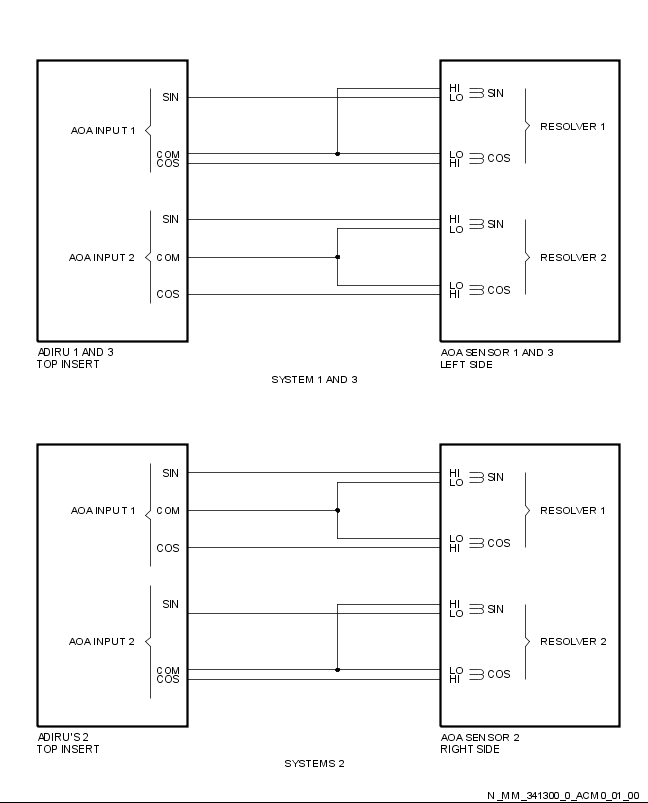 HI
SIN
LO
SIN
AOA INPUT 1
RESOLVER 1
COM
LO
COS
COS
HI
SIN
HI
LO
SIN
AOA INPUT 2
COM
RESOLVER 2
LO
COS
COS
HI
ADIRU 1 AND 3
TOP INSERT
AOA SENSOR 1 AND 3
LEFT SIDE
SYSTEM 1 AND 3
SIN
HI
LO
SIN
AOA INPUT 1
COM
RESOLVER 1
LO
COS
COS
HI
SIN
HI
LO
SIN
AOA INPUT 2
RESOLVER 2
COM
LO
COS
COS
HI
ADIRU'S 2
TOP INSERT
AOA SENSOR 2
RIGHT SIDE
SYSTEMS 2
N_MM_341300_0_ACM0_01_00